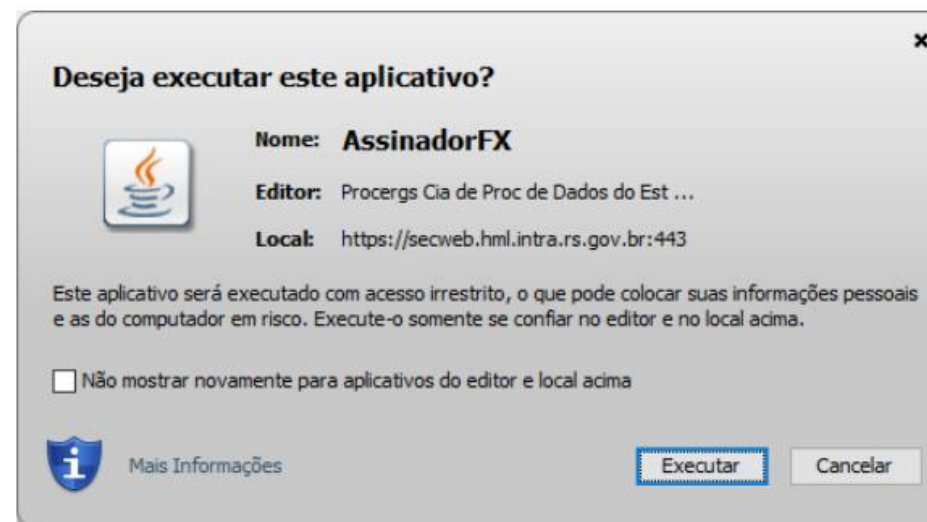 Deseja executar este aplicativo?
Nome: AssinadorFX
Editor: Procergs Cia de Proc de Dados do Est ...
Local: https://secweb.hml.intra.rs.gov.br:443
Este aplicativo será executado com acesso irrestrito, o que pode colocar suas informações pessoais
e as do computador em risco. Execute-o somente se confiar no editor e no local acima.
Não mostrar novamente para aplicativos do editor e local acima
Mais Informações
Executar
Cancelar